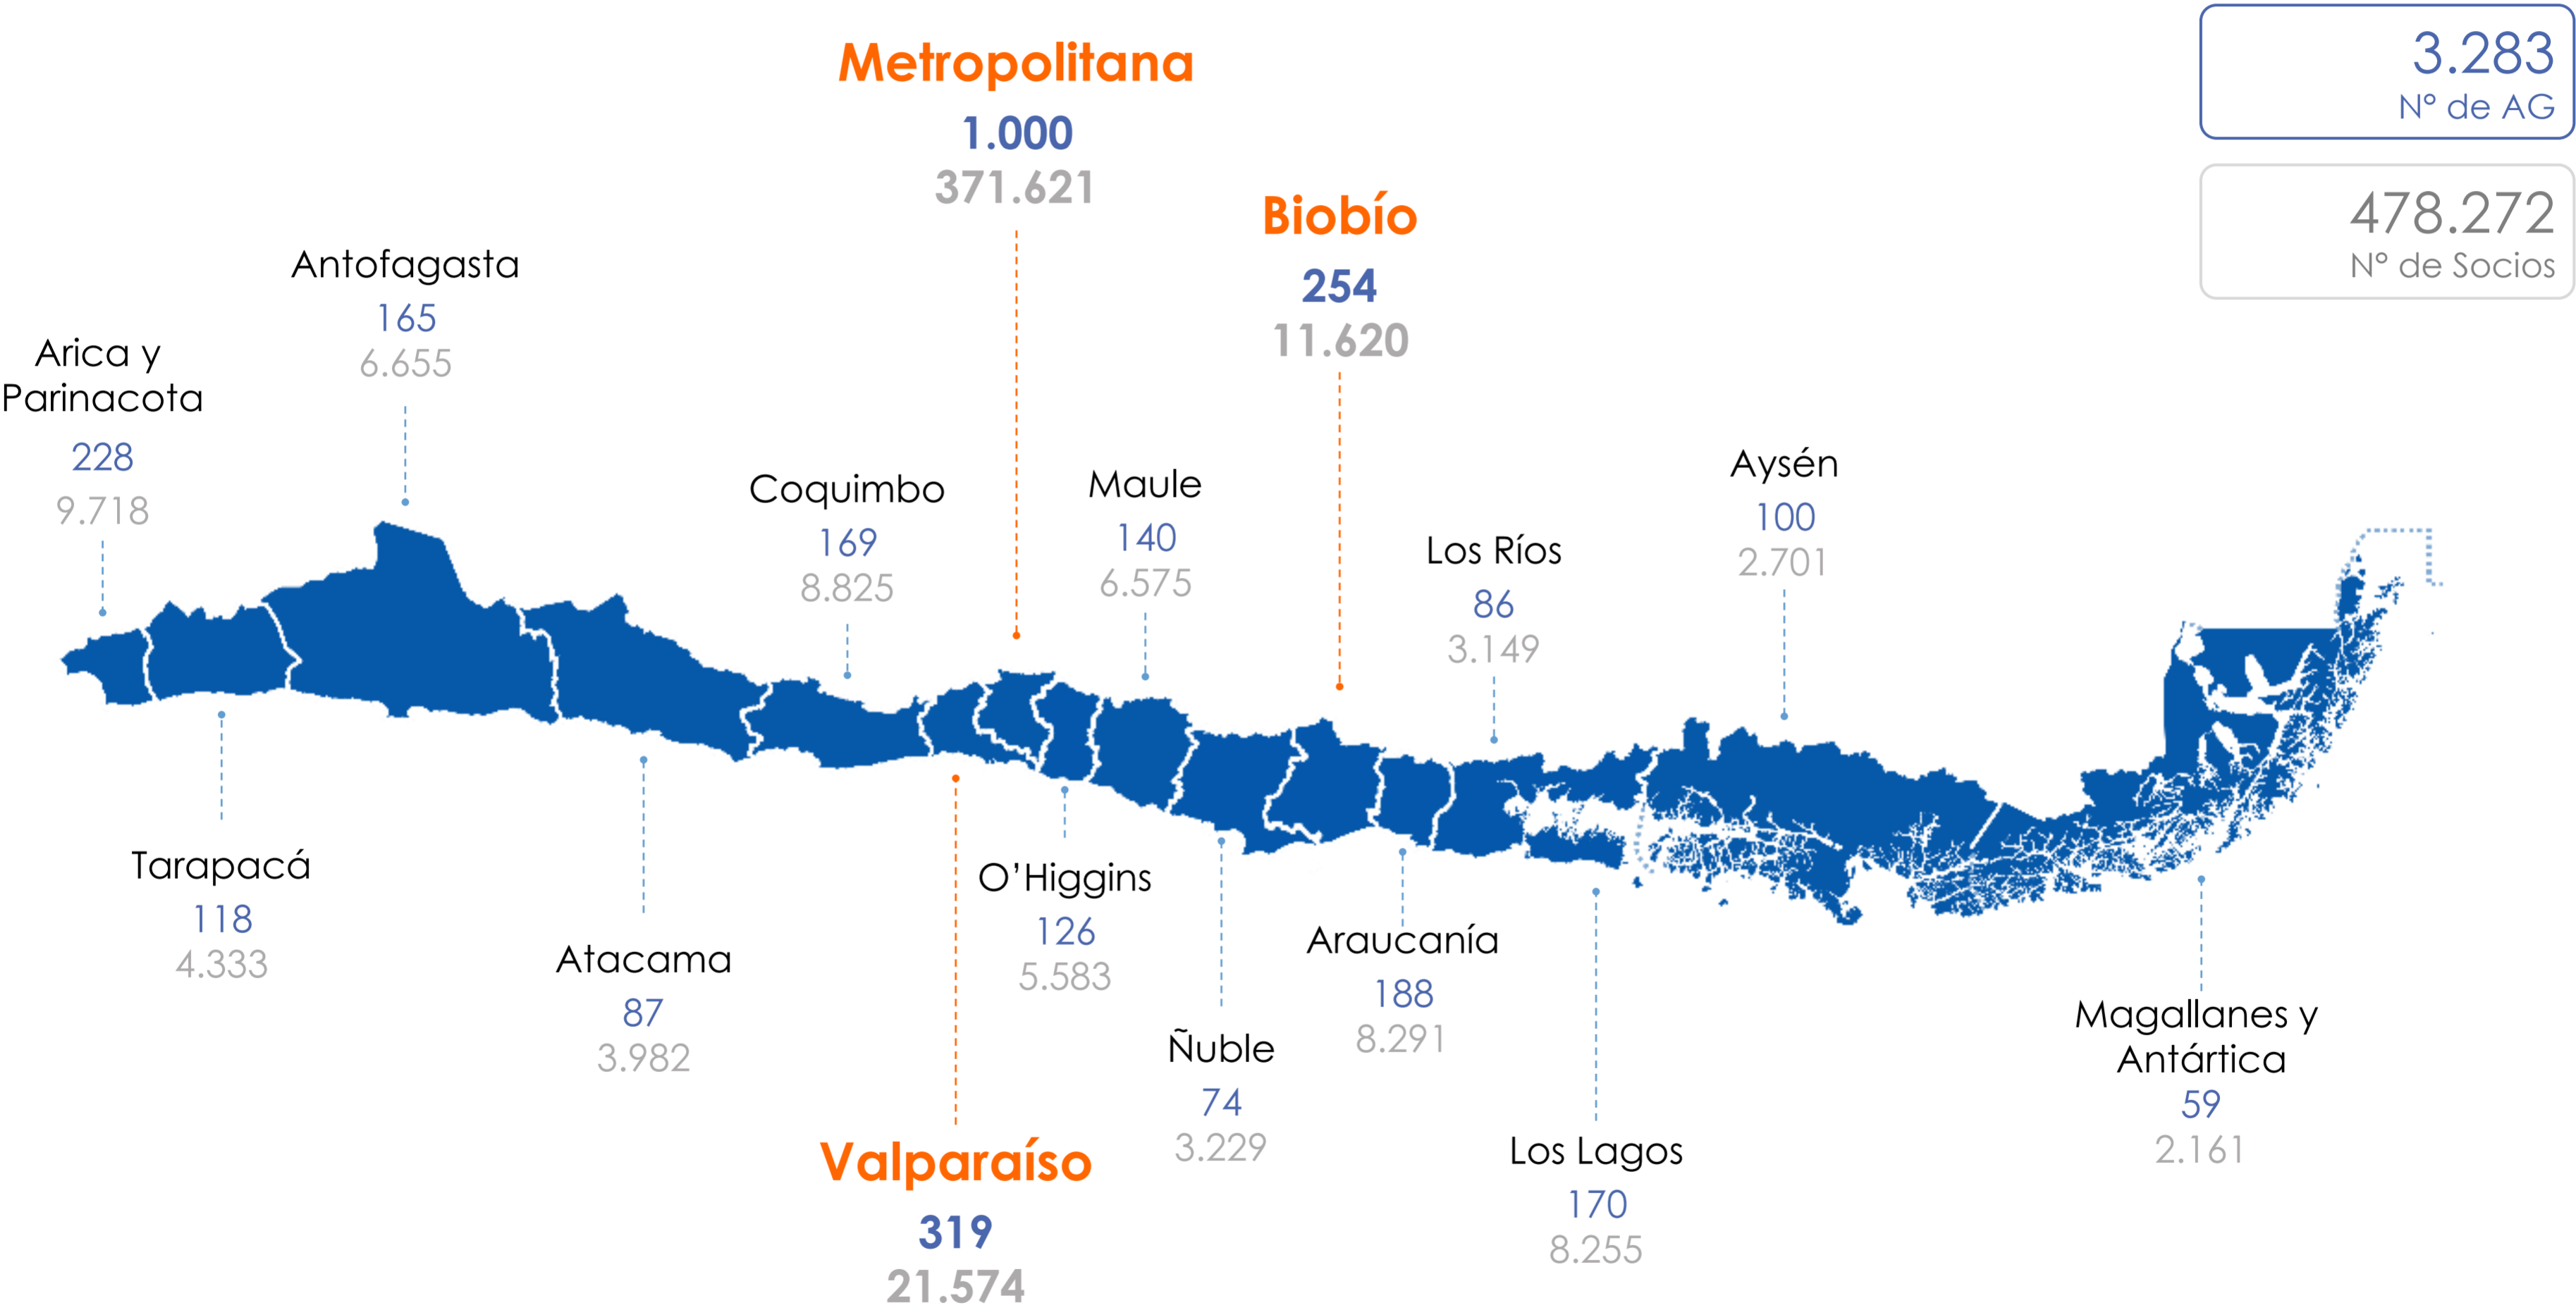 3.283
N° de AG
478.272
N° de Socios
Metropolitana
1.000
371.621
Biobío
254
11.620
Antofagasta
165
6.655
Arica y
Parinacota
228
9.718
Coquimbo
169
8.825
Maule
140
6.575
Los Ríos
86
3.149
Aysén
100
2.701
Tarapacá
118
4.333
Atacama
87
3.982
Valparaíso
319
21.574
O’Higgins
126
5.583
Ñuble
74
3.229
Araucanía
188
8.291
Los Lagos
170
8.255
Magallanes y
Antártica
59
2.161